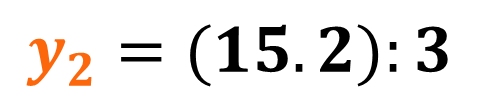 y₂ = (15.2): 3